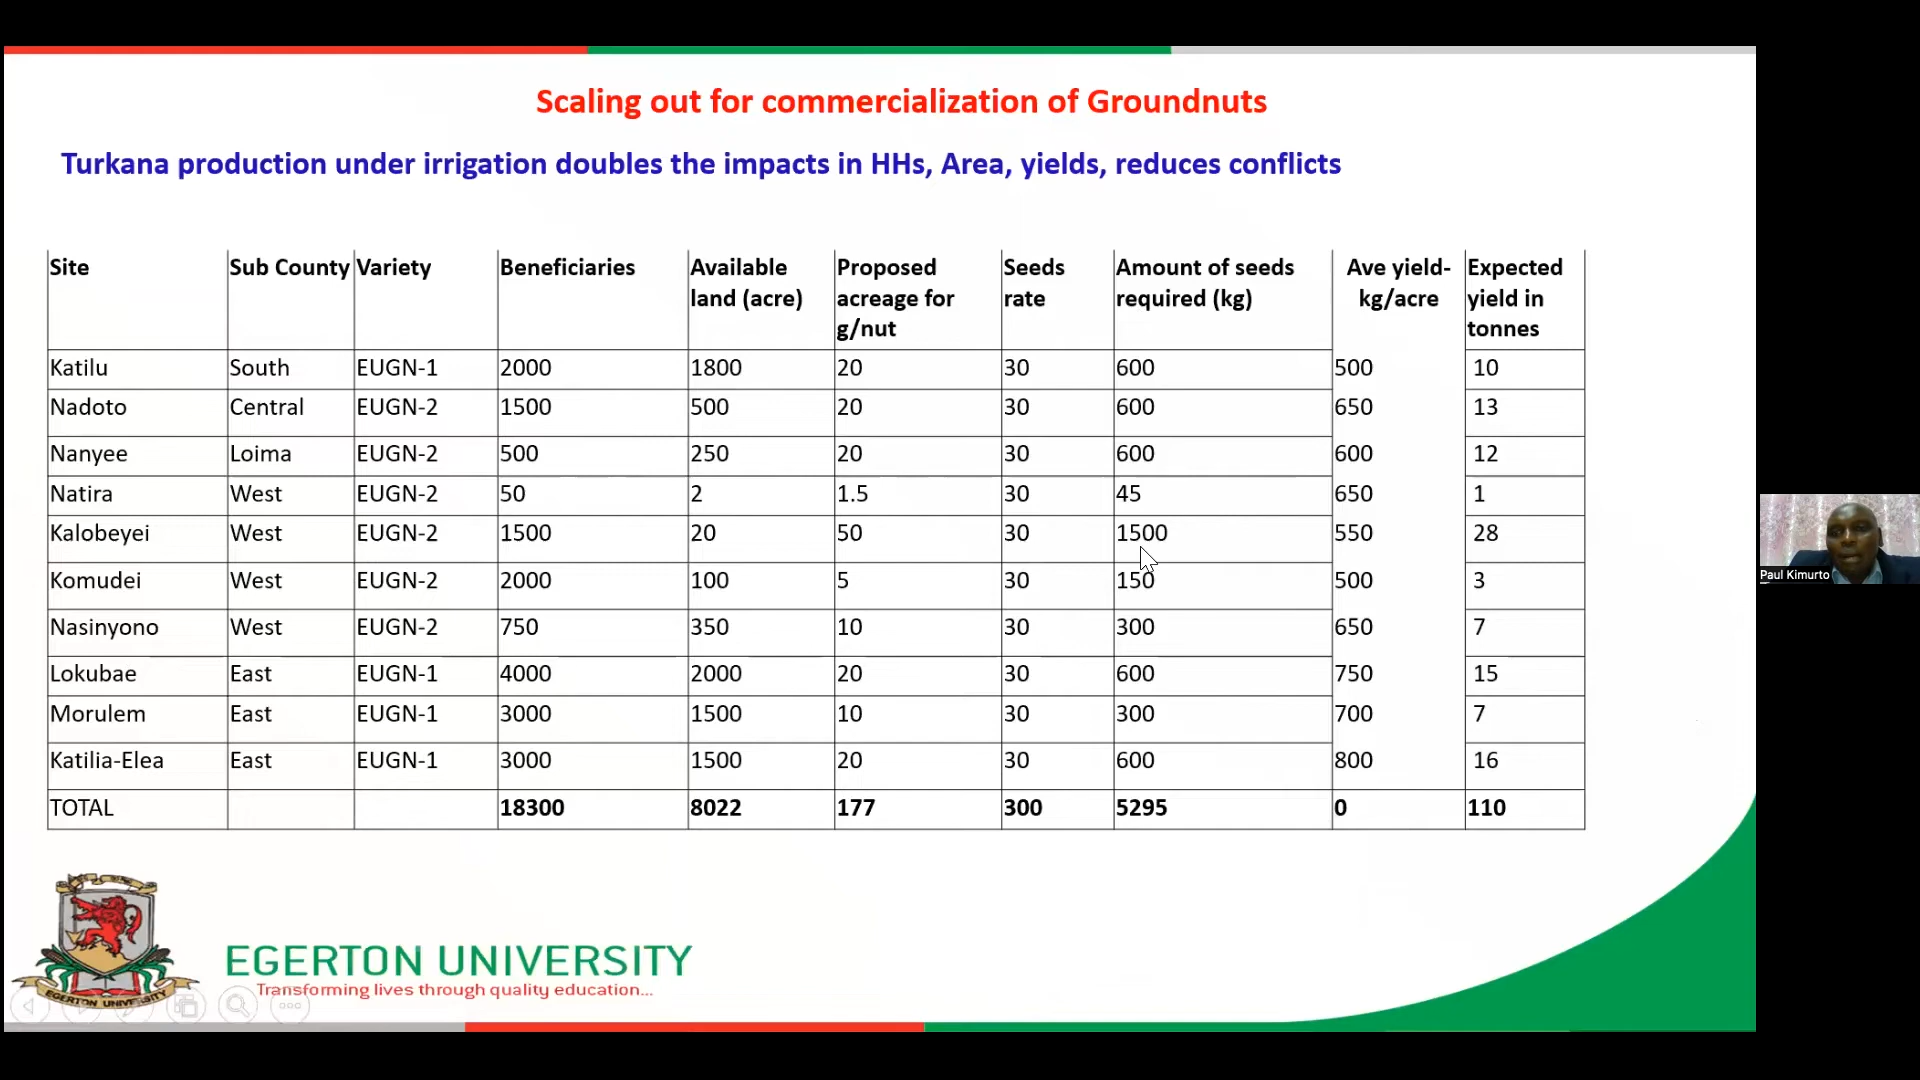 Scaling out for commercialization of Groundnuts
Turkana production under irrigation doubles the impacts in HHs, Area, yields, reduces conflicts
Site Sub County Variety Beneficiaries Available land (acre) Proposed acreage for g/nut Seeds rate Amount of seeds required (kg) Ave yield-kg/acre Expected yield in tonnes
Katilu South EUGN-1 2000 1800 20 30 600 500 10
Nadoto Central EUGN-2 1500 500 20 30 600 650 13
Nanyee Loima EUGN-2 500 250 20 30 600 600 12
Natira West EUGN-2 50 2 1.5 30 45 650 1
Kalobeyei West EUGN-2 1500 20 50 30 1500 550 28
Komudei West EUGN-2 2000 100 5 30 150 500 3
Nasinyono West EUGN-2 750 350 10 30 300 650 7
Lokubae East EUGN-1 4000 2000 20 30 600 750 15
Morulem East EUGN-1 3000 1500 10 30 300 700 7
Katilia-Elea East EUGN-1 3000 1500 20 30 600 800 16
TOTAL 18300 8022 177 300 5295 0 110
Paul Kimurto
EGERTON UNIVERSITY
EGERTON UNIVERSITY
Transforming lives through quality education...